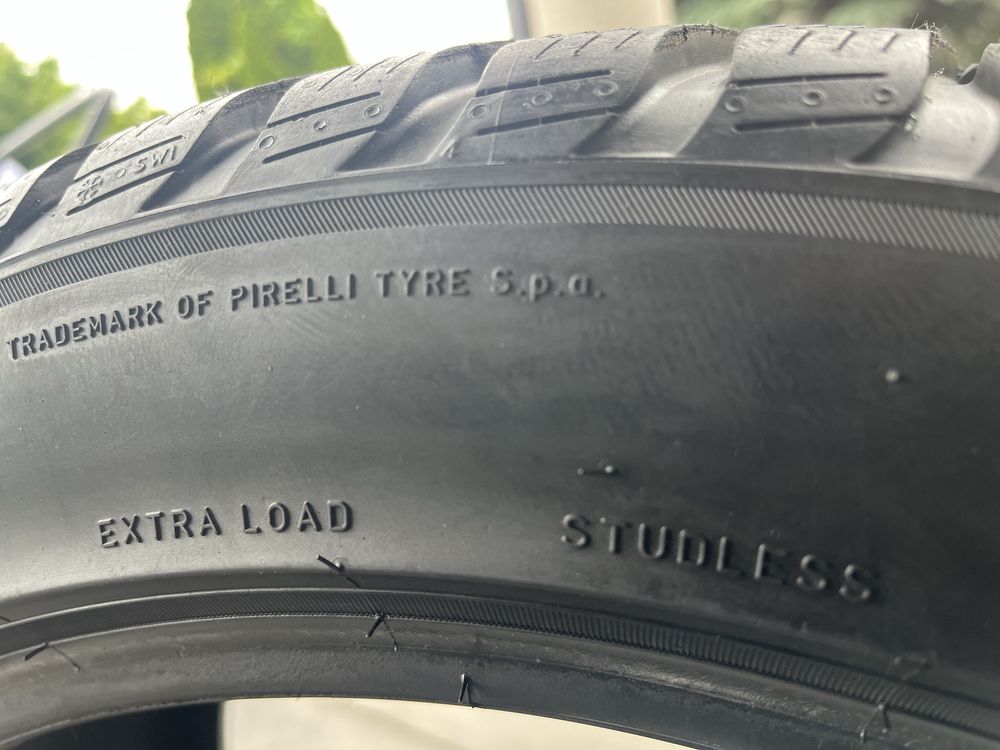 SWI
TRADEMARK OF PIRELLI TYRE S.p.a.
EXTRA LOAD
STUDLESS